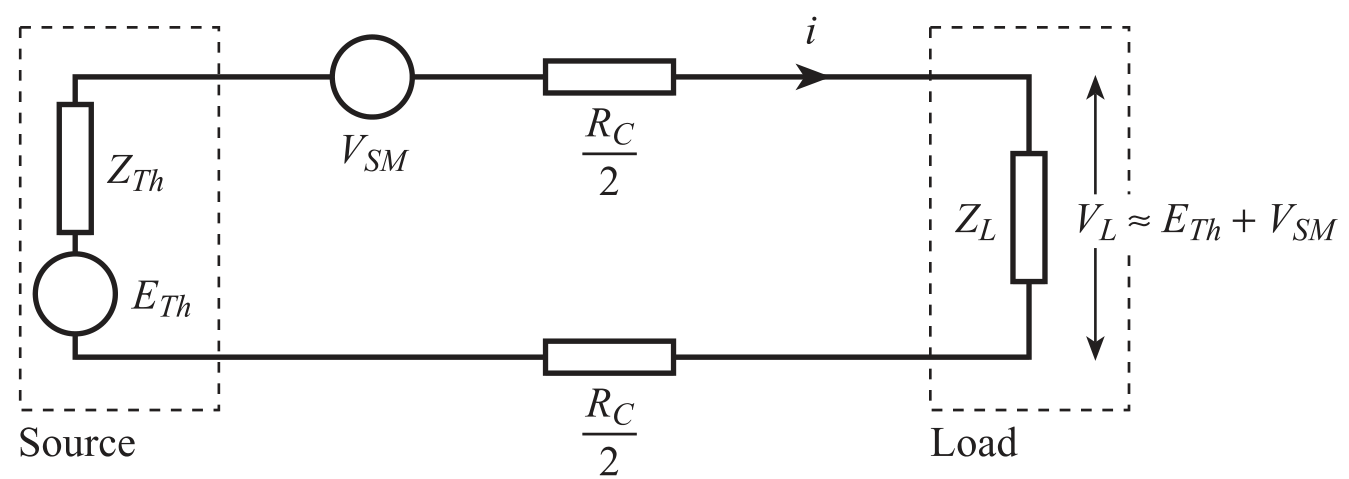 i
R_C
2
V_SM
Z_Th
Z_L
V_L ≈ E_Th + V_SM
E_Th
R_C
2
Source
Load